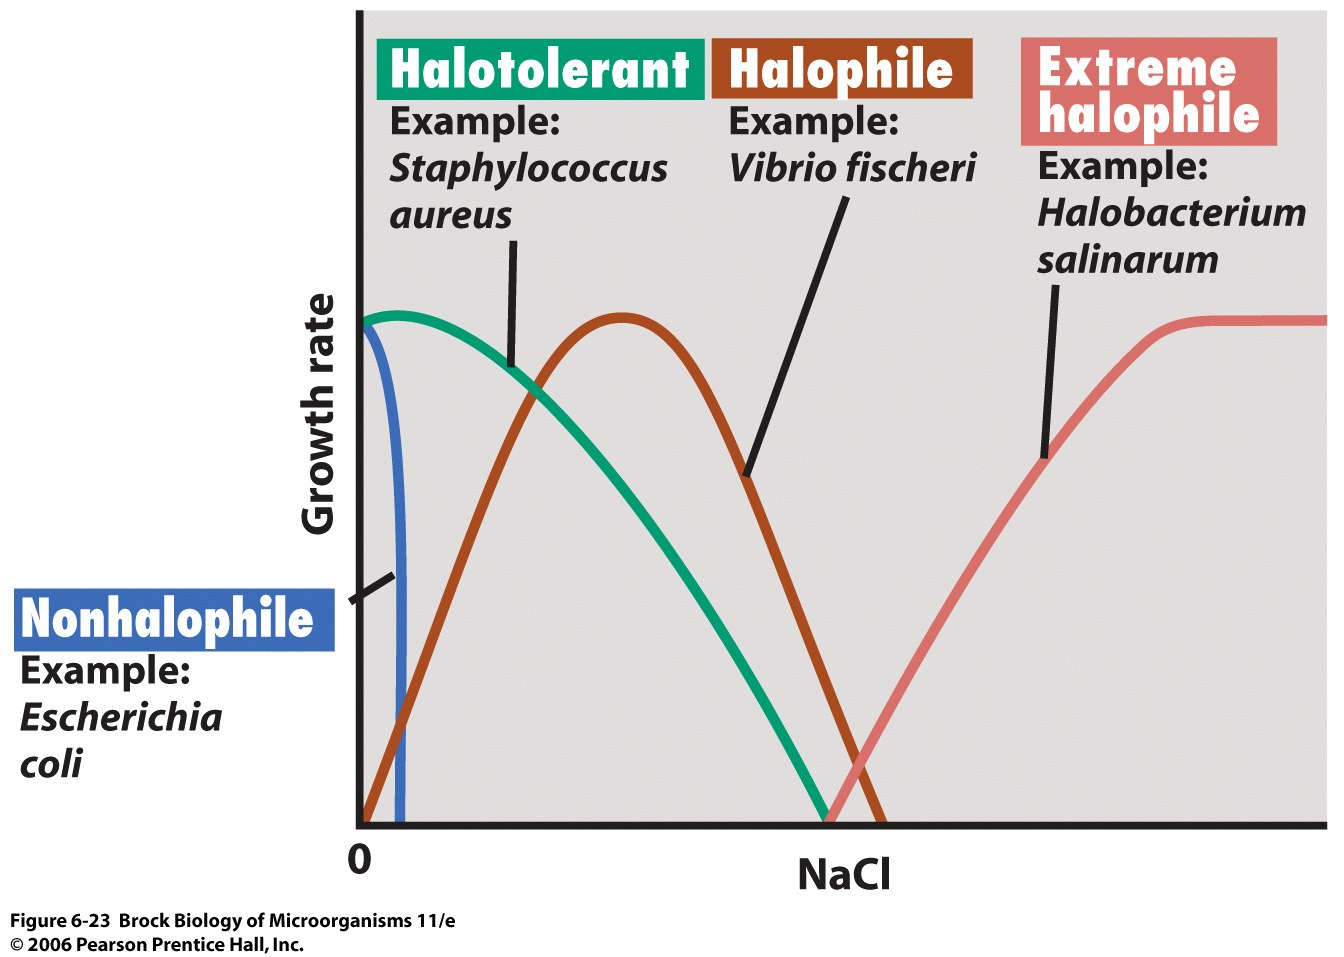 Halotolerant
Example:
Staphylococcus
aureus
Halophile
Example:
Vibrio fischeri
Extreme
halophile
Example:
Halobacterium
salinarum
Growth rate
Nonhalophile
Example:
Escherichia
coli
0
NaCl
Figure 6-23 Brock Biology of Microorganisms 11/e
© 2006 Pearson Prentice Hall, Inc.